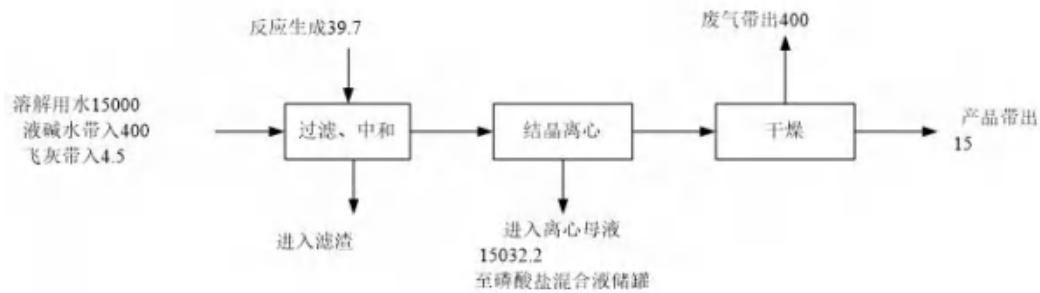 反应生成39.7
废气带出400
溶解用水15000
液碱水带入400
飞灰带入4.5
过滤、中和
结晶离心
干燥
产品带出
15
进入滤渣
进入离心母液
15032.2
至磷酸盐混合液储罐